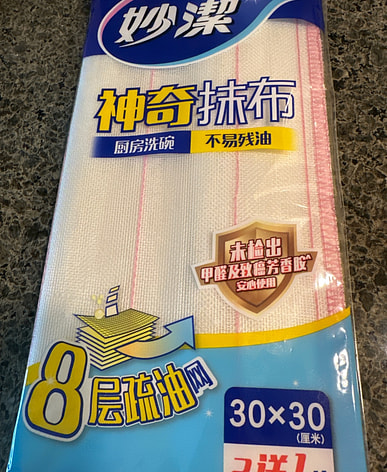 妙潔
神奇抹布
厨房洗碗 不易残油
未检出
甲醛及致癌芳香胺
安心使用
8层疏油网
30×30
(厘米)
送1